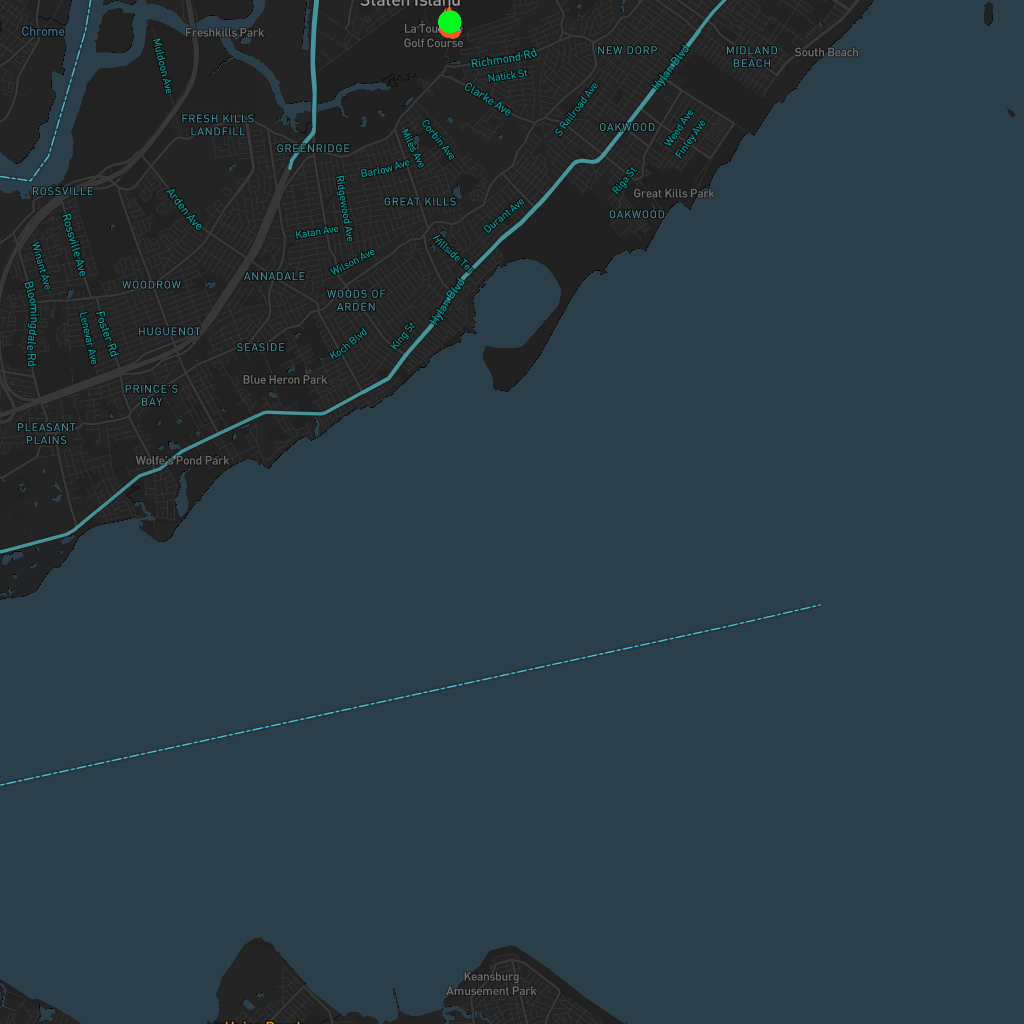 Staten Island
Chrome
Freshkills Park
La Tou
Golf Course
Muldoon Ave
Richmond Rd
Natick St
Clarke Ave
NEW DORP
Hylan Blvd
MIDLAND
BEACH
South Beach
S Railroad Ave
FRESH KILLS
LANDFILL
GREENRIDGE
Corbin Ave
Miles Ave
OAKWOOD
Weed Ave
Finley Ave
Barlow Ave
Riga St
ROSSVILLE
Arden Ave
Ridgewood Ave
GREAT KILLS
Great Kills Park
OAKWOOD
Durant Ave
Rossville Ave
Katan Ave
Winant Ave
Wilson Ave
Hillside Ter
ANNADALE
WOODROW
WOODS OF
ARDEN
Hylan Blvd
Bloomingdale Rd
Lenevar Ave
Foster Rd
HUGUENOT
Koch Blvd
King St
SEASIDE
Blue Heron Park
PRINCE'S
BAY
PLEASANT
PLAINS
Wolfe's Pond Park
Keansburg
Amusement Park